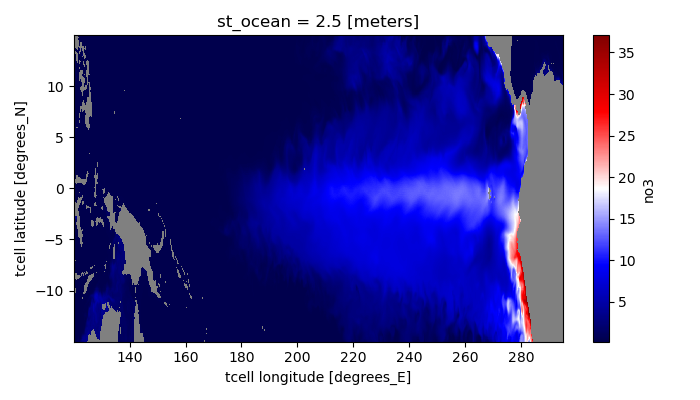 st_ocean = 2.5 [meters]
tcell latitude [degrees_N]
10
5
0
−5
−10
140 160 180 200 220 240 260 280
tcell longitude [degrees_E]
35
30
25
20
15
10
5
no3